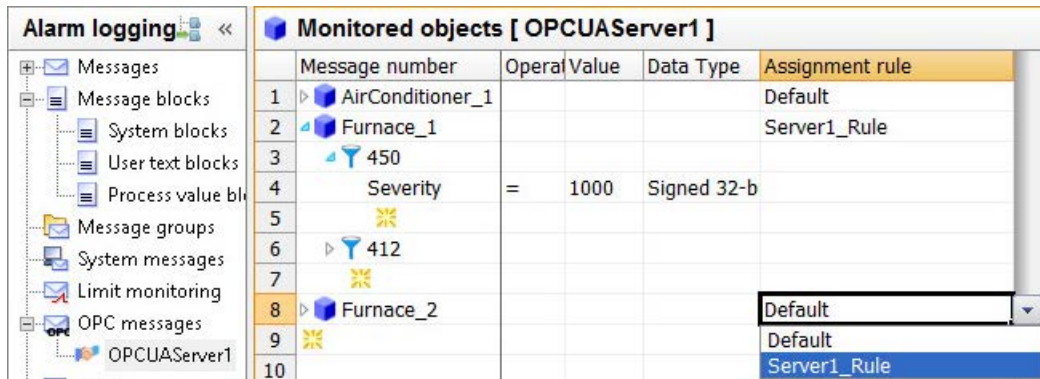 Alarm logging «
Messages
Message blocks
System blocks
User text blocks
Process value bl
Message groups
System messages
Limit monitoring
OPC messages
OPCUAServer1
Monitored objects [ OPCUAServer1 ]
Message number Operat Value Data Type Assignment rule
1 AirConditioner_1 Default
2 Furnace_1 Server1_Rule
3 450
4 Severity = 1000 Signed 32-b
5
6 412
7
8 Furnace_2 Default
9 Default
10 Server1_Rule